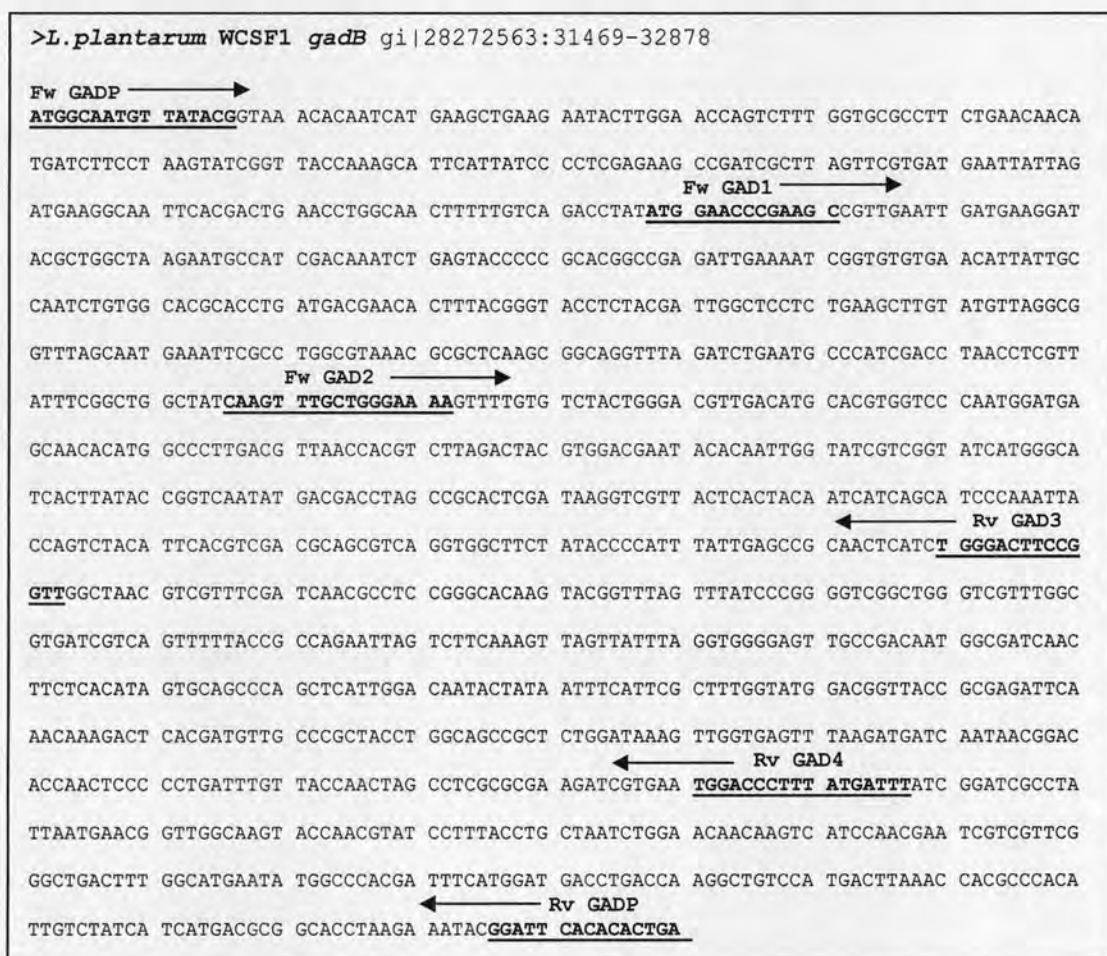 >L.plantarum WCSF1 gadB gi|28272563:31469-32878
Fw GADP
ATGGCAATGT TATACGGTAA ACACAATCAT GAAGCTGAAG AATACTTGGA ACCAGTCTTT GGTGCGCCTT CTGAACAACA
TGATCTTCCT AAGTATCGGT TACCAAAGCA TTCATTATCC CCTCGAGAAG CCGATCGCTT AGTTCGTGAT GAATTATTAG
Fw GAD1
ATGAAGGCAA TTCACGACTG AACCTGGCAA CTTTTTGTCA GACCTATATG GAACCCGAAG CCGTTGAATT GATGAAGGAT
ACGCTGGCTA AGAATGCCAT CGACAAATCT GAGTACCCCC GCACGGCCGA GATTGAAAAT CGGTGTGTGA ACATTATTGC
CAATCTGTGG CACGCACCTG ATGACGAACA CTTTACGGGT ACCTCTACGA TTGGCTCCTC TGAAGCTTGT ATGTTAGGCG
GTTTAGCAAT GAAATTCGCC TGGCGTAAAC GCGCTCAAGC GGCAGGTTTA GATCTGAATG CCCATCGACC TAACCTCGTT
Fw GAD2
ATTTCGGCTG GCTATCAAGT TTGCTGGGAA AAGTTTTGTG TCTACTGGGA CGTTGACATG CACGTGGTCC CAATGGATGA
GCAACACATG GCCCTTGACG TTAACCACGT CTTAGACTAC GTGGACGAAT ACACAATTGG TATCGTCGGT ATCATGGGCA
TCACTTATAC CGGTCAATAT GACGACCTAG CCGCACTCGA TAAGGTCGTT ACTCACTACA ATCATCAGCA TCCCAAATTA
Rv GAD3
CCAGTCTACA TTCACGTCGA CGCAGCGTCA GGTGGCTTCT ATACCCCATT TATTGAGCCG CAACTCATCT GGGACTTCCG
GTTGGCTAAC GTCGTTTCGA TCAACGCCTC CGGGCACAAG TACGGTTTAG TTTATCCCGG GGTCGGCTGG GTCGTTTGGC
GTGATCGTCA GTTTTTACCG CCAGAATTAG TCTTCAAAGT TAGTTATTTA GGTGGGGAGT TGCCGACAAT GGCGATCAAC
TTCTCACATA GTGCAGCCCA GCTCATTGGA CAATACTATA ATTTCATTCG CTTTGGTATG GACGGTTACC GCGAGATTCA
AACAAAGACT CACGATGTTG CCCGCTACCT GGCAGCCGCT CTGGATAAAG TTGGTGAGTT TAAGATGATC AATAACGGAC
Rv GAD4
ACCAACTCCC CCTGATTTGT TACCAACTAG CCTCGCGCGA AGATCGTGAA TGGACCCTTT ATGATTTATC GGATCGCCTA
TTAATGAACG GTTGGCAAGT ACCAACGTAT CCTTTACCTG CTAATCTGGA ACAACAAGTC ATCCAACGAA TCGTCGTTCG
GGCTGACTTT GGCATGAATA TGGCCCACGA TTTCATGGAT GACCTGACCA AGGCTGTCCA TGACTTAAAC CACGCCCACA
Rv GADP
TTGTCTATCA TCATGACGCG GCACCTAAGA AATACGGATT CACACACTGA